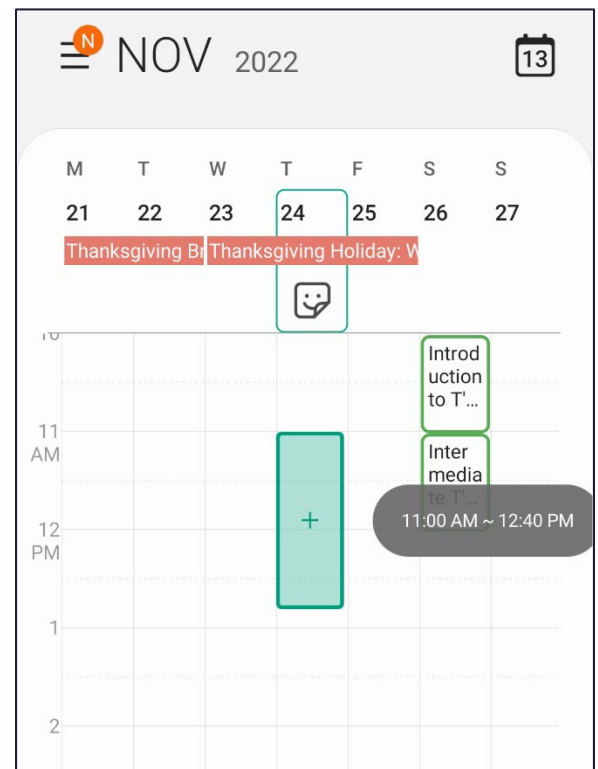 N
NOV 2022
13
M T W T F S S
21 22 23 24 25 26 27
Thanksgiving Br
Thanksgiving Holiday: W
10
Introd
uction
to T'...
11
AM
Inter
media
te T'...
+
11:00 AM ~ 12:40 PM
12
PM
1
2